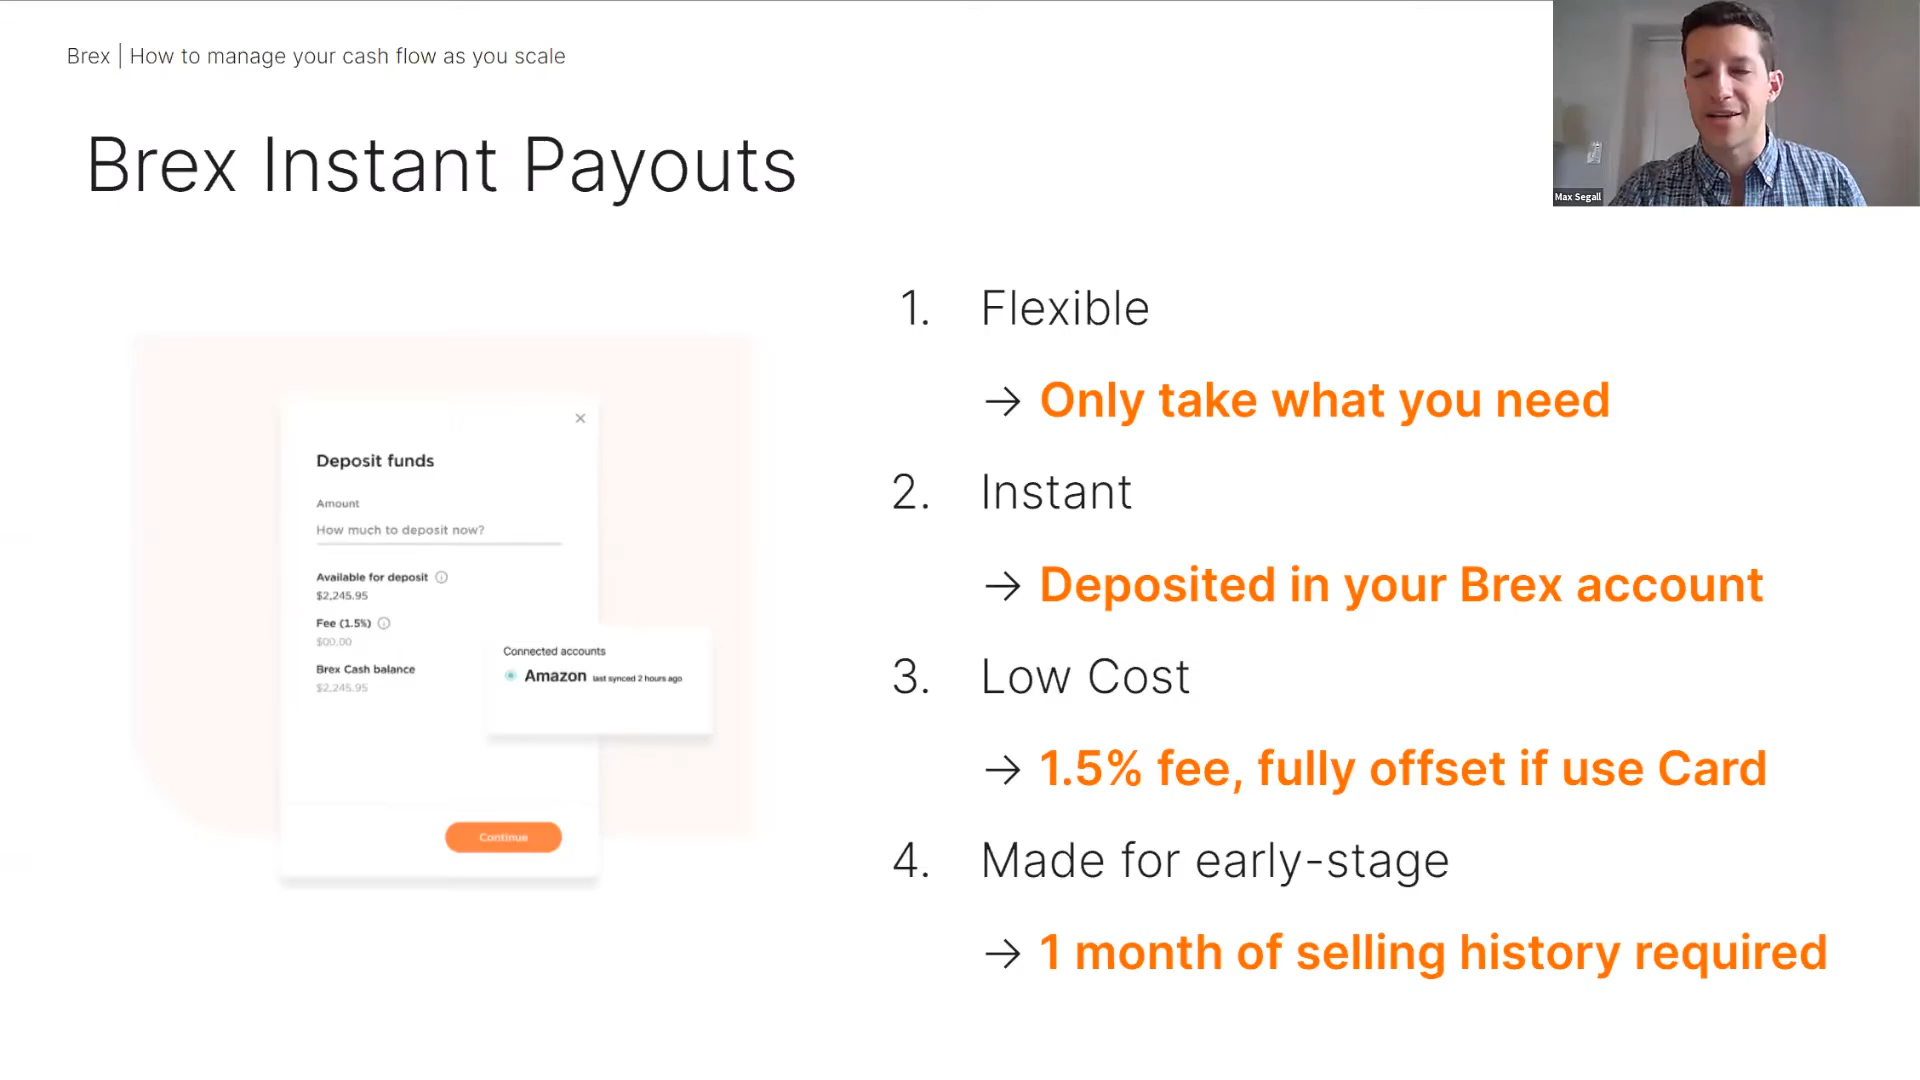 Brex | How to manage your cash flow as you scale
Max Segall
Brex Instant Payouts
1. Flexible
→ Only take what you need
2. Instant
→ Deposited in your Brex account
3. Low Cost
→ 1.5% fee, fully offset if use Card
4. Made for early-stage
→ 1 month of selling history required
Deposit funds
Amount
How much to deposit now?
Available for deposit
$2,245.95
Fee (1.5%)
$00.00
Brex Cash balance
$2,245.95
Connected accounts
Amazon last synced 2 hours ago
Continue